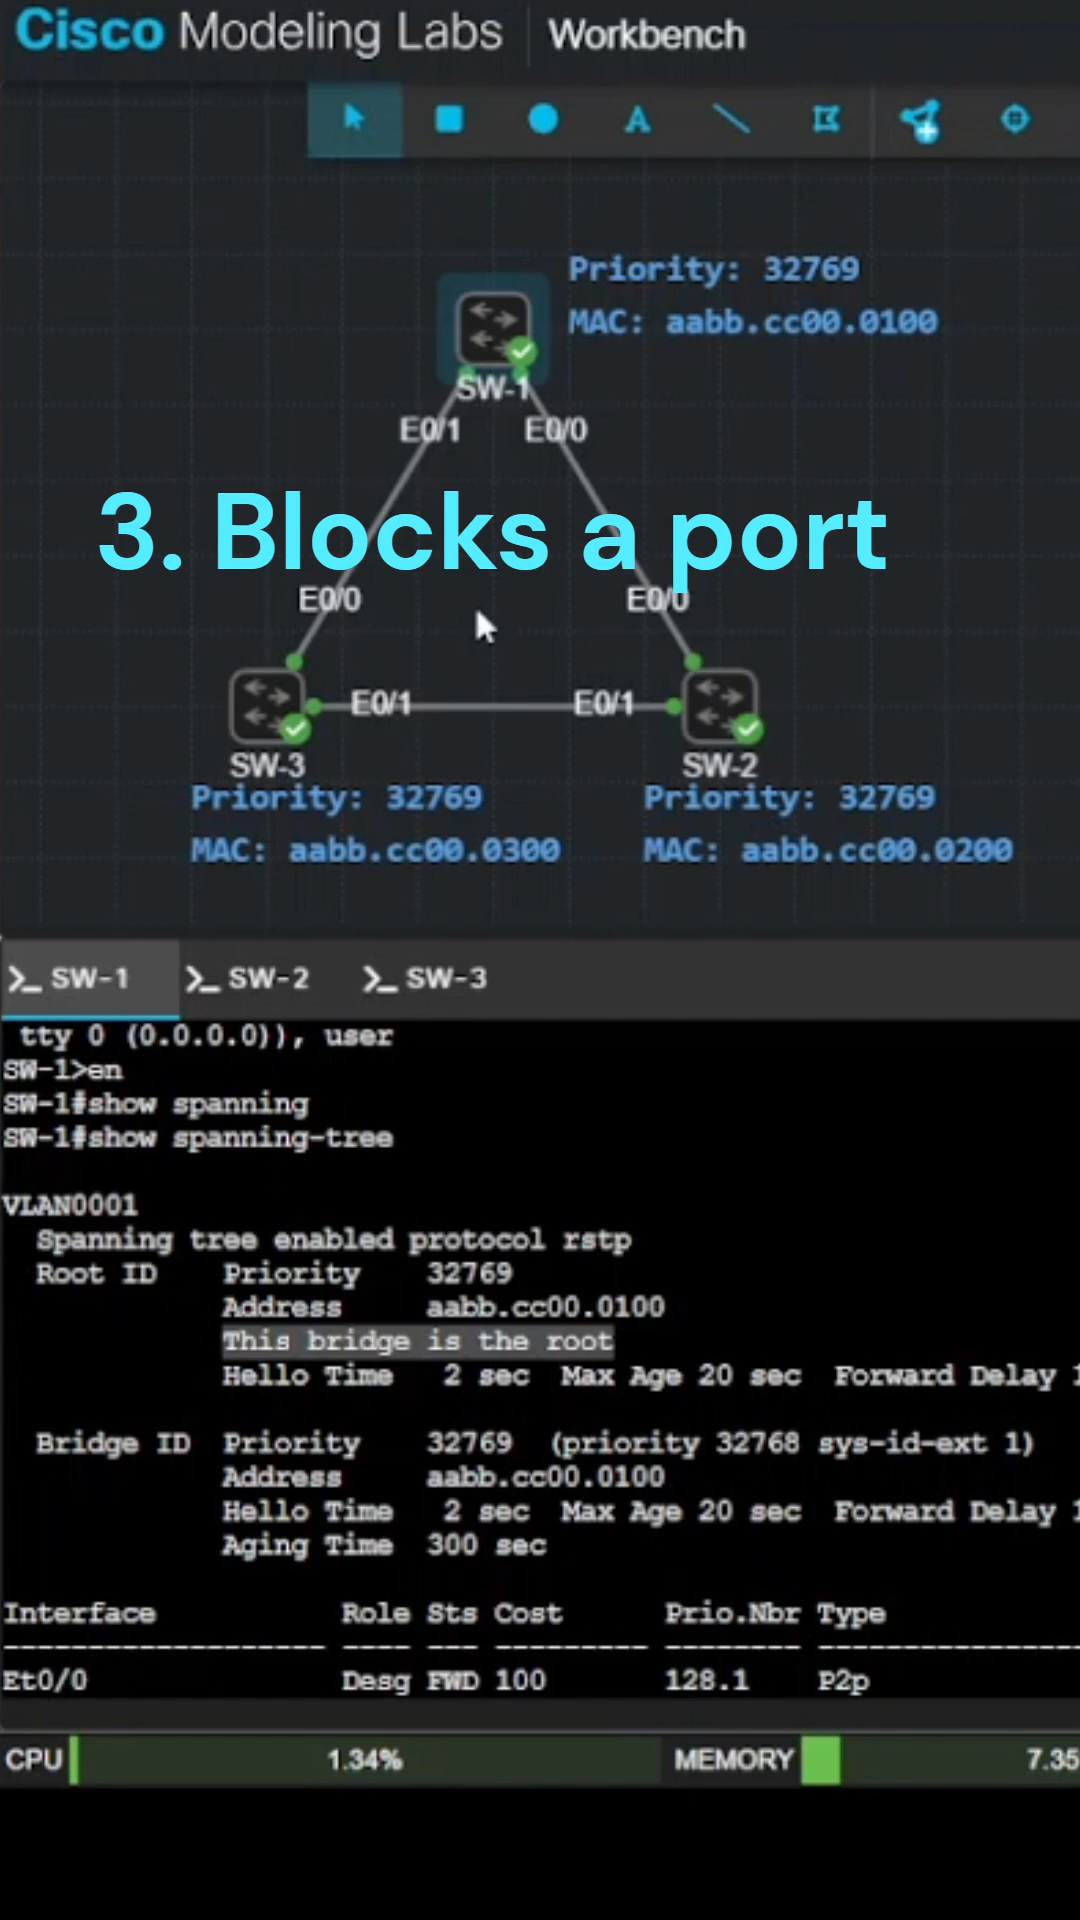 Cisco Modeling Labs Workbench
A
Priority: 32769
MAC: aabb.cc00.0100
SW-1
E0/1 E0/0
3. Blocks a port
E0/0 E0/0
E0/1 E0/1
SW-3 SW-2
Priority: 32769 Priority: 32769
MAC: aabb.cc00.0300 MAC: aabb.cc00.0200
>_ SW-1 >_ SW-2 >_ SW-3
tty 0 (0.0.0.0)), user
SW-1>en
SW-1#show spanning
SW-1#show spanning-tree
VLAN0001
Spanning tree enabled protocol rstp
Root ID Priority 32769
Address aabb.cc00.0100
This bridge is the root
Hello Time 2 sec Max Age 20 sec Forward Delay 1
Bridge ID Priority 32769 (priority 32768 sys-id-ext 1)
Address aabb.cc00.0100
Hello Time 2 sec Max Age 20 sec Forward Delay 1
Aging Time 300 sec
Interface Role Sts Cost Prio.Nbr Type
------------------- ---- --- --------- -------- ----------------
Et0/0 Desg FWD 100 128.1 P2p
CPU 1.34% MEMORY 7.35